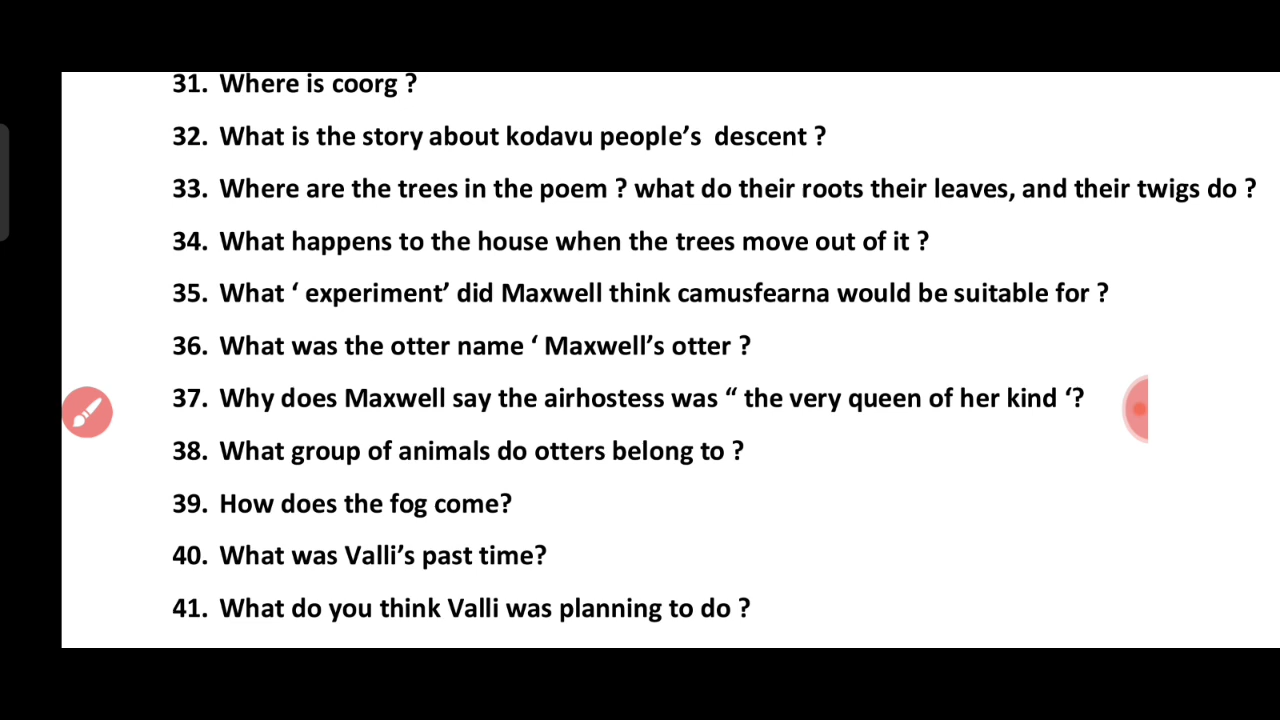 31. Where is coorg ?
32. What is the story about kodavu people’s descent ?
33. Where are the trees in the poem ? what do their roots their leaves, and their twigs do ?
34. What happens to the house when the trees move out of it ?
35. What ‘ experiment’ did Maxwell think camusfearna would be suitable for ?
36. What was the otter name ‘ Maxwell’s otter ?
37. Why does Maxwell say the airhostess was “ the very queen of her kind ‘?
38. What group of animals do otters belong to ?
39. How does the fog come?
40. What was Valli’s past time?
41. What do you think Valli was planning to do ?